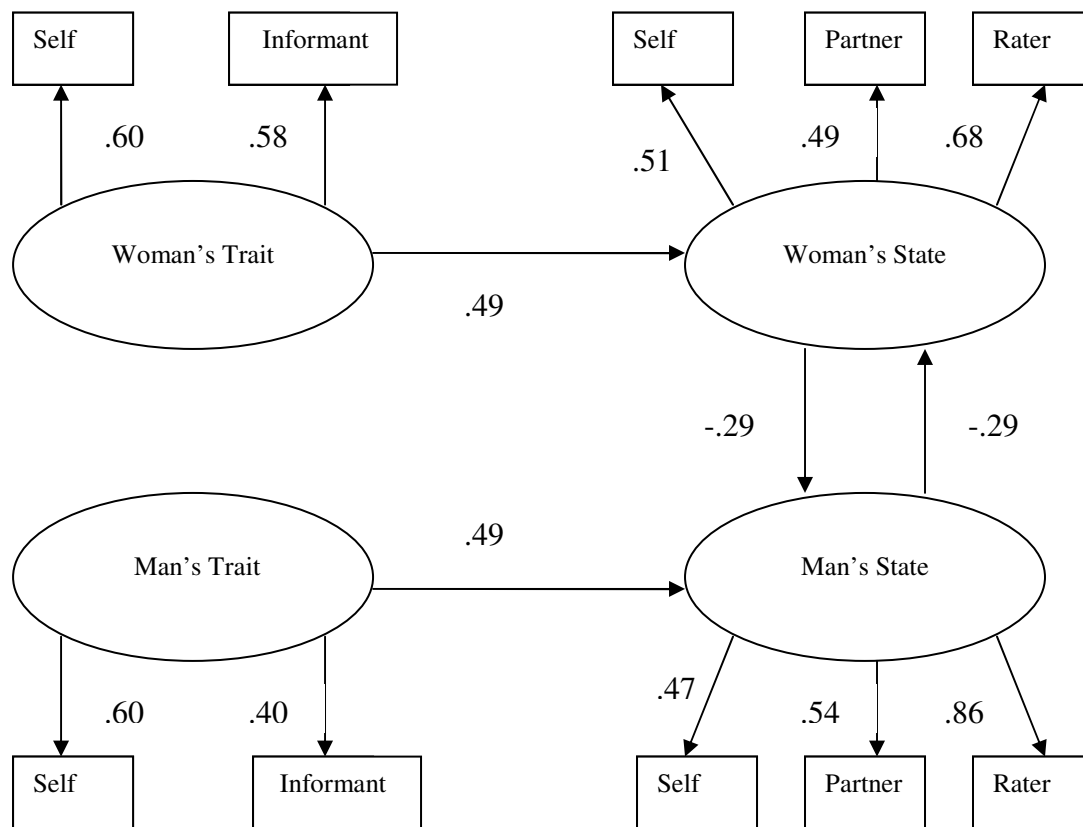 Self Informant Self Partner Rater
.60 .58 .51 .49 .68
Woman's Trait Woman's State
.49
-.29 -.29
.49
Man's Trait Man's State
.60 .40 .47 .54 .86
Self Informant Self Partner Rater